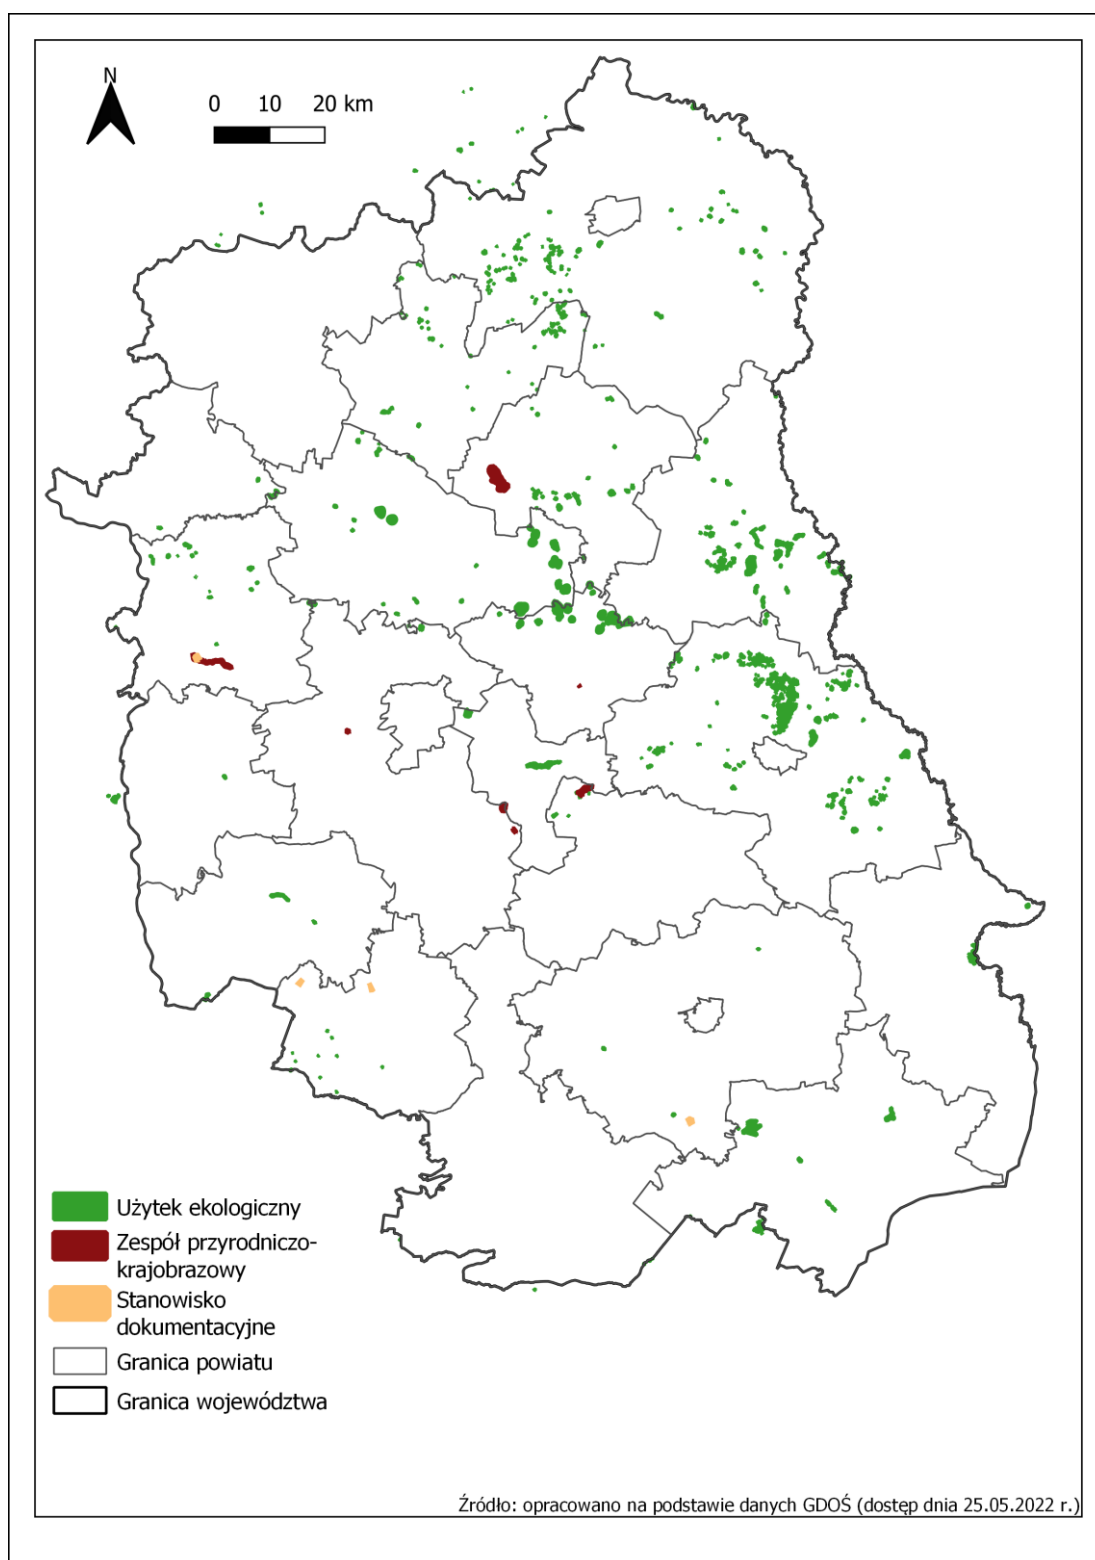 N
0 10 20 km
Użytek ekologiczny
Zespół przyrodniczo-
krajobrazowy
Stanowisko
dokumentacyjne
Granica powiatu
Granica województwa
Źródło: opracowano na podstawie danych GDOŚ (dostęp dnia 25.05.2022 r.)